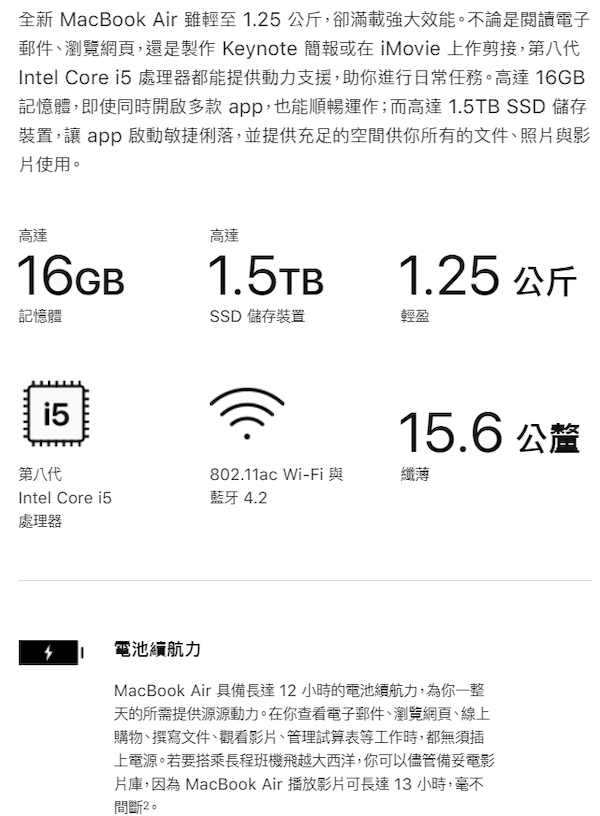 全新 MacBook Air 雖輕至 1.25 公斤，卻滿載強大效能。不論是閱讀電子
郵件、瀏覽網頁，還是製作 Keynote 簡報或在 iMovie 上作剪接，第八代
Intel Core i5 處理器都能提供動力支援，助你進行日常任務。高達 16GB
記憶體，即使同時開啟多款 app，也能順暢運作；而高達 1.5TB SSD 儲存
裝置，讓 app 啟動敏捷俐落，並提供充足的空間供你所有的文件、照片與影
片使用。
高達
16GB
記憶體
高達
1.5TB
SSD 儲存裝置
1.25 公斤
輕盈
i5
第八代
Intel Core i5
處理器
802.11ac Wi-Fi 與
藍牙 4.2
15.6 公釐
纖薄
電池續航力
MacBook Air 具備長達 12 小時的電池續航力，為你一整
天的所需提供源源動力。在你查看電子郵件、瀏覽網頁、線上
購物、撰寫文件、觀看影片、管理試算表等工作時，都無須插
上電源。若要搭乘長程班機飛越大西洋，你可以儘管備妥電影
片庫，因為 MacBook Air 播放影片可長達 13 小時，毫不
間斷²。